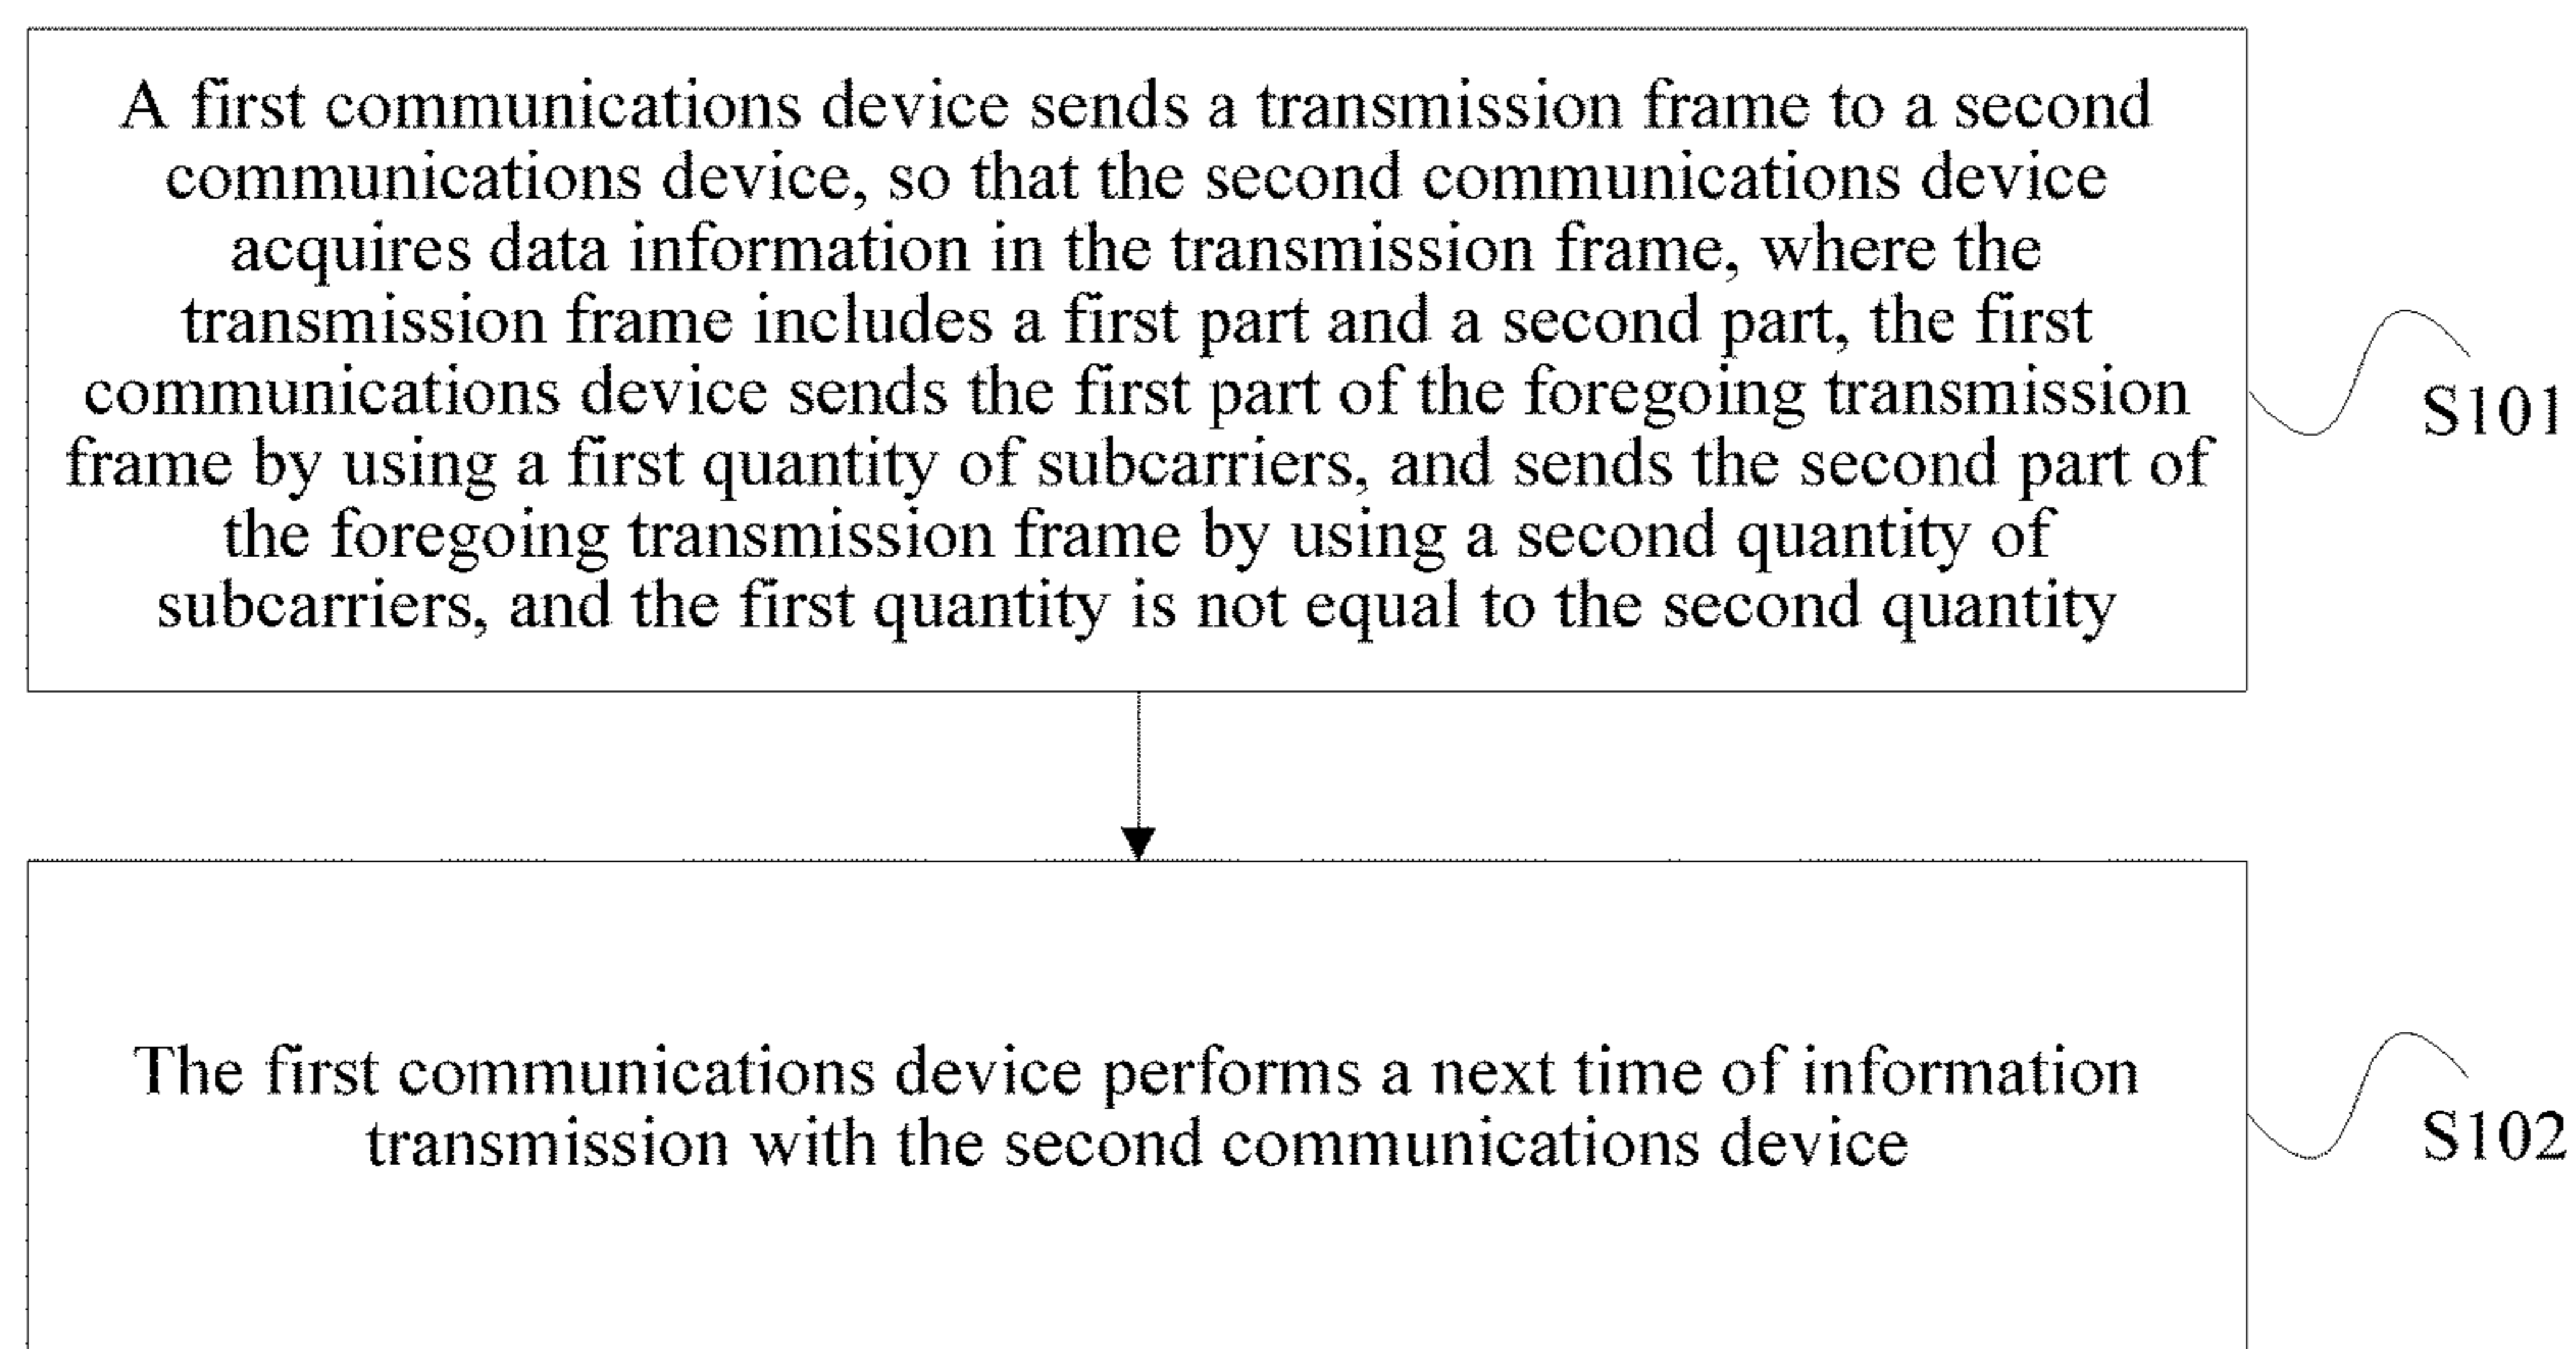 A first communications device sends a transmission frame to a second
communications device, so that the second communications device
acquires data information in the transmission frame, where the
transmission frame includes a first part and a second part, the first
communications device sends the first part of the foregoing transmission
frame by using a first quantity of subcarriers, and sends the second part of
the foregoing transmission frame by using a second quantity of
subcarriers, and the first quantity is not equal to the second quantity
S101
The first communications device performs a next time of information
transmission with the second communications device
S102